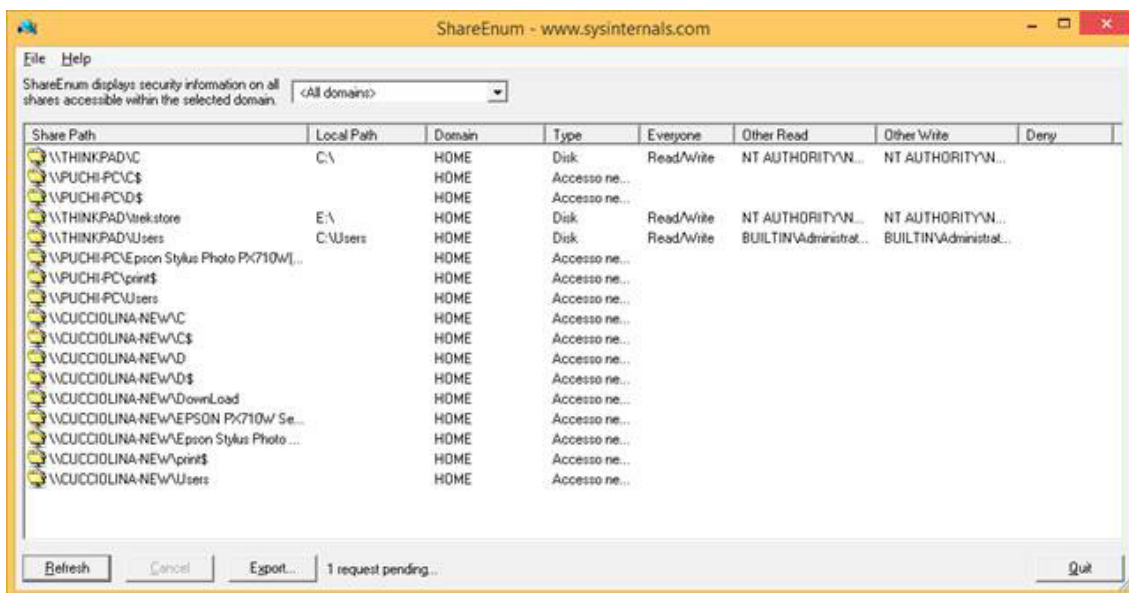 ShareEnum - www.sysinternals.com
File Help
ShareEnum displays security information on all
shares accessible within the selected domain.
<All domains>
Share Path Local Path Domain Type Everyone Other Read Other Write Deny
\\THINKPAD\C C:\ HOME Disk Read/Write NT AUTHORITY\N... NT AUTHORITY\N...
\\PUCHI-PC\C$ HOME Accesso ne...
\\PUCHI-PC\D$ HOME Accesso ne...
\\THINKPAD\trekstore E:\ HOME Disk Read/Write NT AUTHORITY\N... NT AUTHORITY\N...
\\THINKPAD\Users C:\Users HOME Disk Read/Write BUILTIN\Administrat... BUILTIN\Administrat...
\\PUCHI-PC\Epson Stylus Photo PX710W(... HOME Accesso ne...
\\PUCHI-PC\print$ HOME Accesso ne...
\\PUCHI-PC\Users HOME Accesso ne...
\\CUCCIOLINA-NEW\C HOME Accesso ne...
\\CUCCIOLINA-NEW\C$ HOME Accesso ne...
\\CUCCIOLINA-NEW\D HOME Accesso ne...
\\CUCCIOLINA-NEW\D$ HOME Accesso ne...
\\CUCCIOLINA-NEW\DownLoad HOME Accesso ne...
\\CUCCIOLINA-NEW\EPSON PX710W Se... HOME Accesso ne...
\\CUCCIOLINA-NEW\Epson Stylus Photo ... HOME Accesso ne...
\\CUCCIOLINA-NEW\print$ HOME Accesso ne...
\\CUCCIOLINA-NEW\Users HOME Accesso ne...
Refresh Cancel Export... 1 request pending... Quit